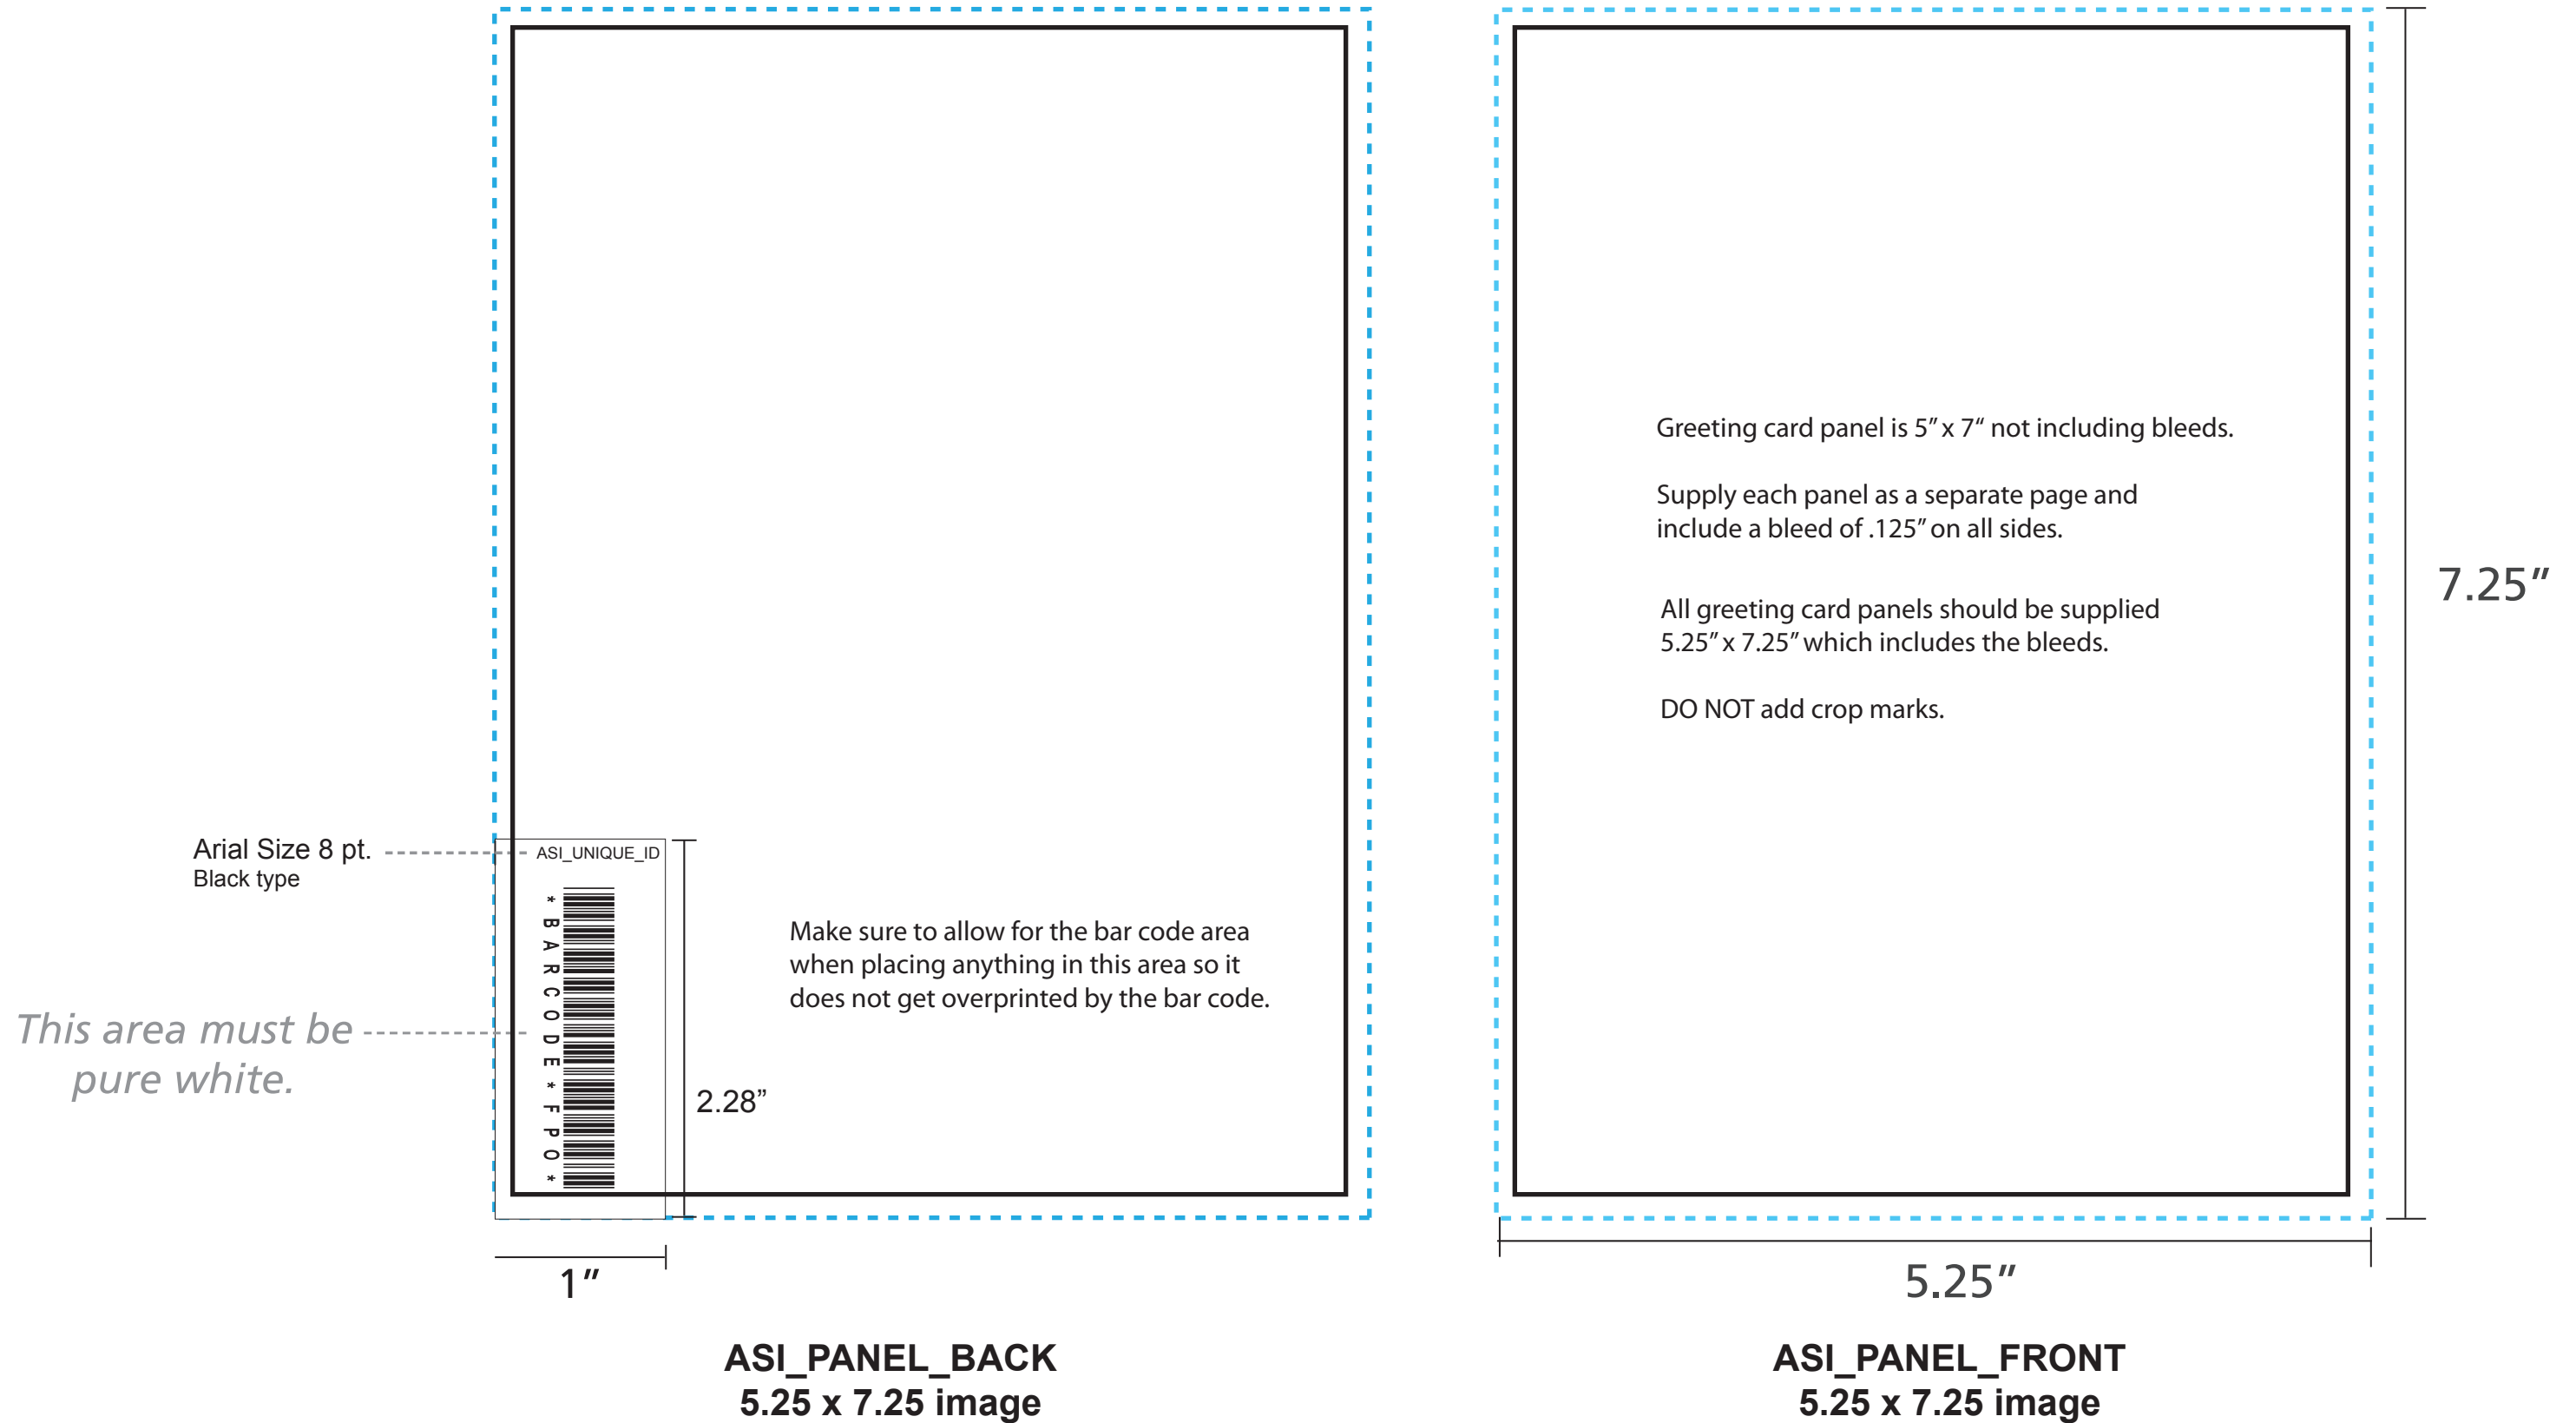 Arial Size 8 pt.
Black type
This area must be
pure white.
ASI_UNIQUE_ID
*BARCODE*FPO*
2.28”
1”
Make sure to allow for the bar code area
when placing anything in this area so it
does not get overprinted by the bar code.
ASI_PANEL_BACK
5.25 x 7.25 image
Greeting card panel is 5” x 7“ not including bleeds.
Supply each panel as a separate page and
include a bleed of .125” on all sides.
All greeting card panels should be supplied
5.25” x 7.25” which includes the bleeds.
DO NOT add crop marks.
7.25”
5.25”
ASI_PANEL_FRONT
5.25 x 7.25 image